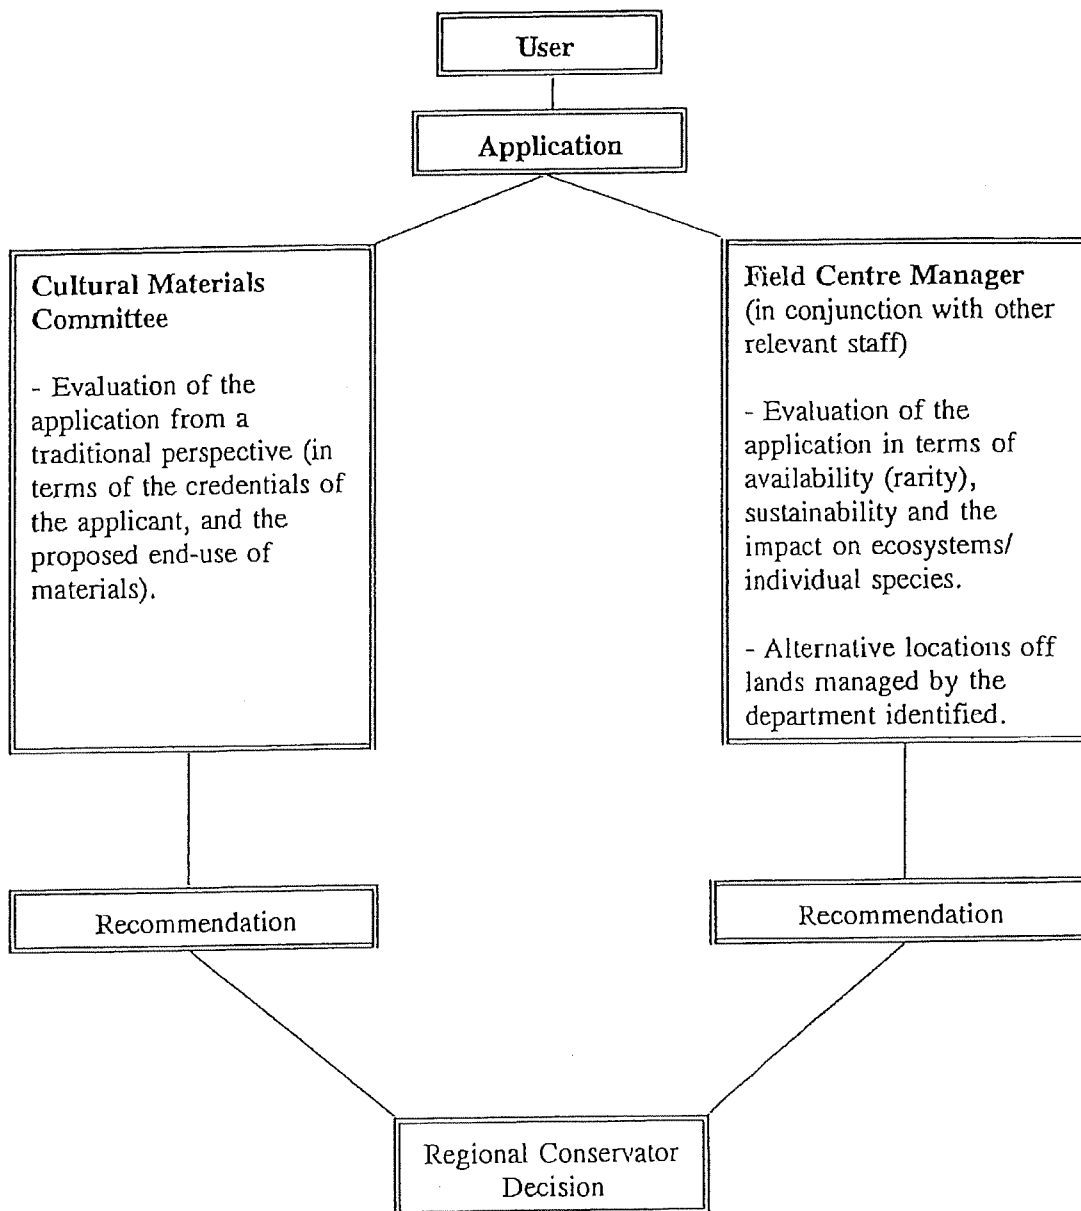 User
Application
Cultural Materials
Committee
- Evaluation of the
application from a
traditional perspective (in
terms of the credentials of
the applicant, and the
proposed end-use of
materials).
Field Centre Manager
(in conjunction with other
relevant staff)
- Evaluation of the
application in terms of
availability (rarity),
sustainability and the
impact on ecosystems/
individual species.
- Alternative locations off
lands managed by the
department identified.
Recommendation
Recommendation
Regional Conservator
Decision